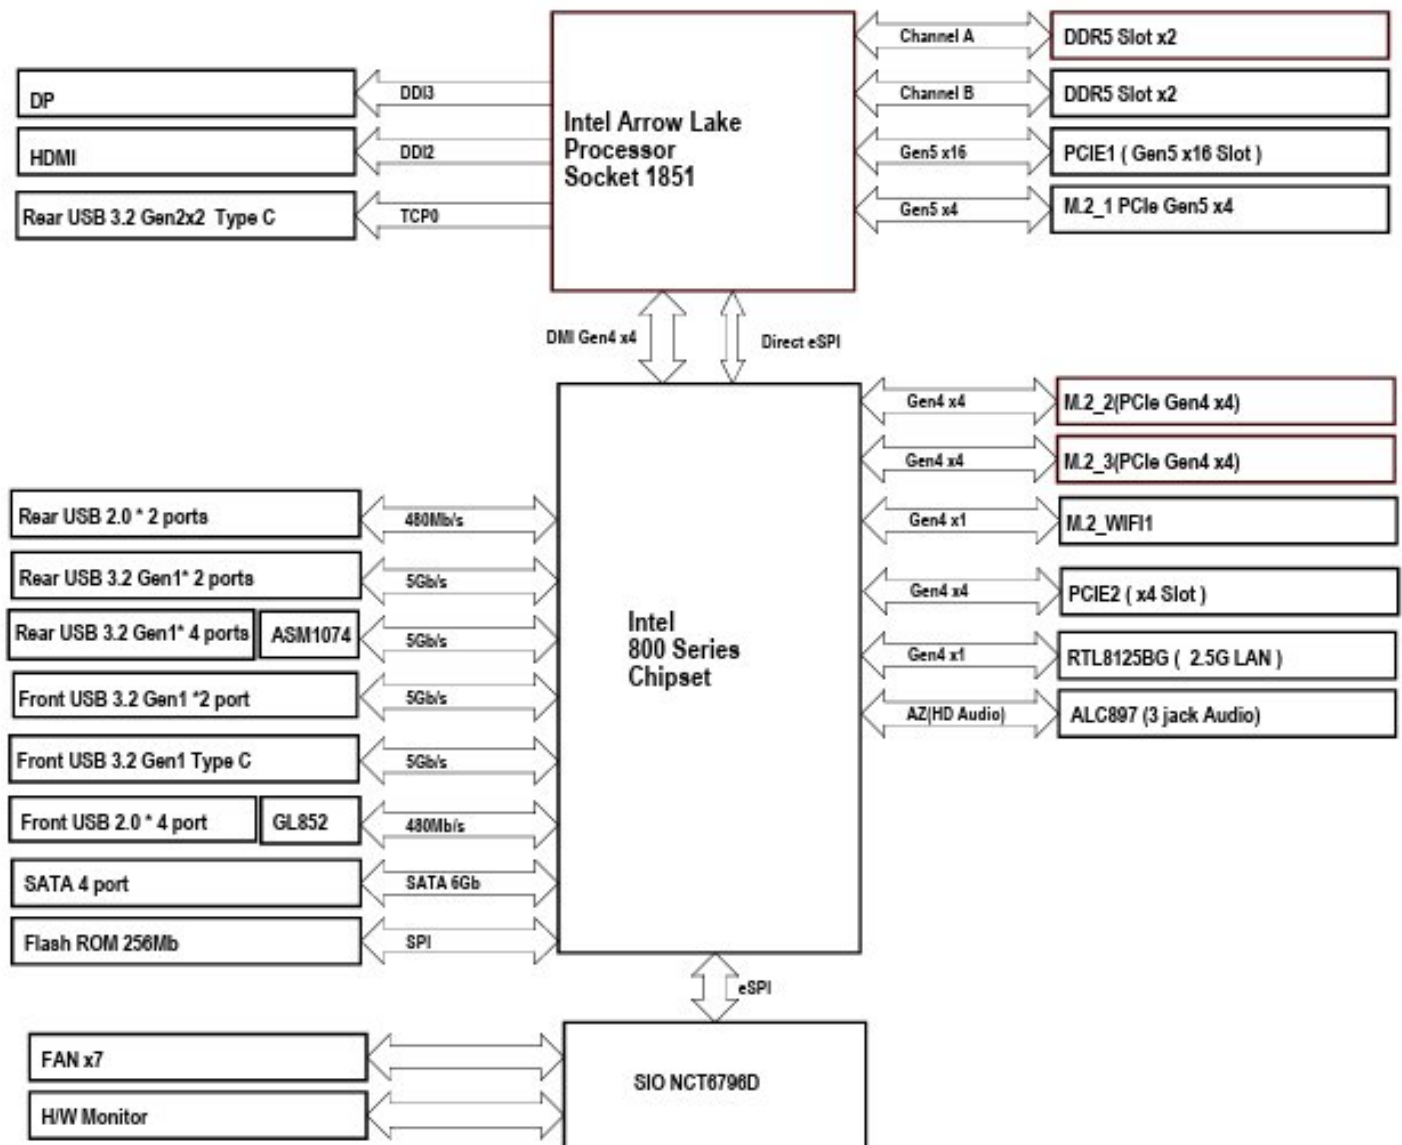 Channel A
DDR5 Slot x2
DP
DDI3
Channel B
DDR5 Slot x2
Intel Arrow Lake
Processor
Socket 1851
HDMI
DDI2
Gen5 x16
PCIE1 ( Gen5 x16 Slot )
Rear USB 3.2 Gen2x2 Type C
TCP0
Gen5 x4
M.2_1 PCIe Gen5 x4
DMI Gen4 x4
Direct eSPI
Gen4 x4
M.2_2(PCIe Gen4 x4)
Gen4 x4
M.2_3(PCIe Gen4 x4)
Rear USB 2.0 * 2 ports
480Mb/s
Gen4 x1
M.2_WIFI1
Rear USB 3.2 Gen1* 2 ports
5Gb/s
Gen4 x4
PCIE2 ( x4 Slot )
Rear USB 3.2 Gen1* 4 ports
ASM1074
5Gb/s
Intel
800 Series
Chipset
Gen4 x1
RTL8125BG ( 2.5G LAN )
Front USB 3.2 Gen1 *2 port
5Gb/s
AZ(HD Audio)
ALC897 (3 jack Audio)
Front USB 3.2 Gen1 Type C
5Gb/s
Front USB 2.0 * 4 port
GL852
480Mb/s
SATA 4 port
SATA 6Gb
Flash ROM 256Mb
SPI
eSPI
FAN x7
SIO NCT6796D
H/W Monitor